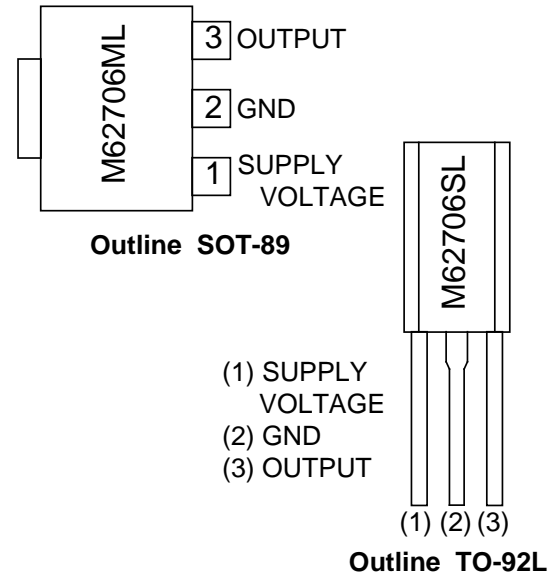 M62706ML
3 OUTPUT
2 GND
1 SUPPLY
VOLTAGE
Outline SOT-89
M62706SL
(1) SUPPLY
VOLTAGE
(2) GND
(3) OUTPUT
(1) (2) (3)
Outline TO-92L